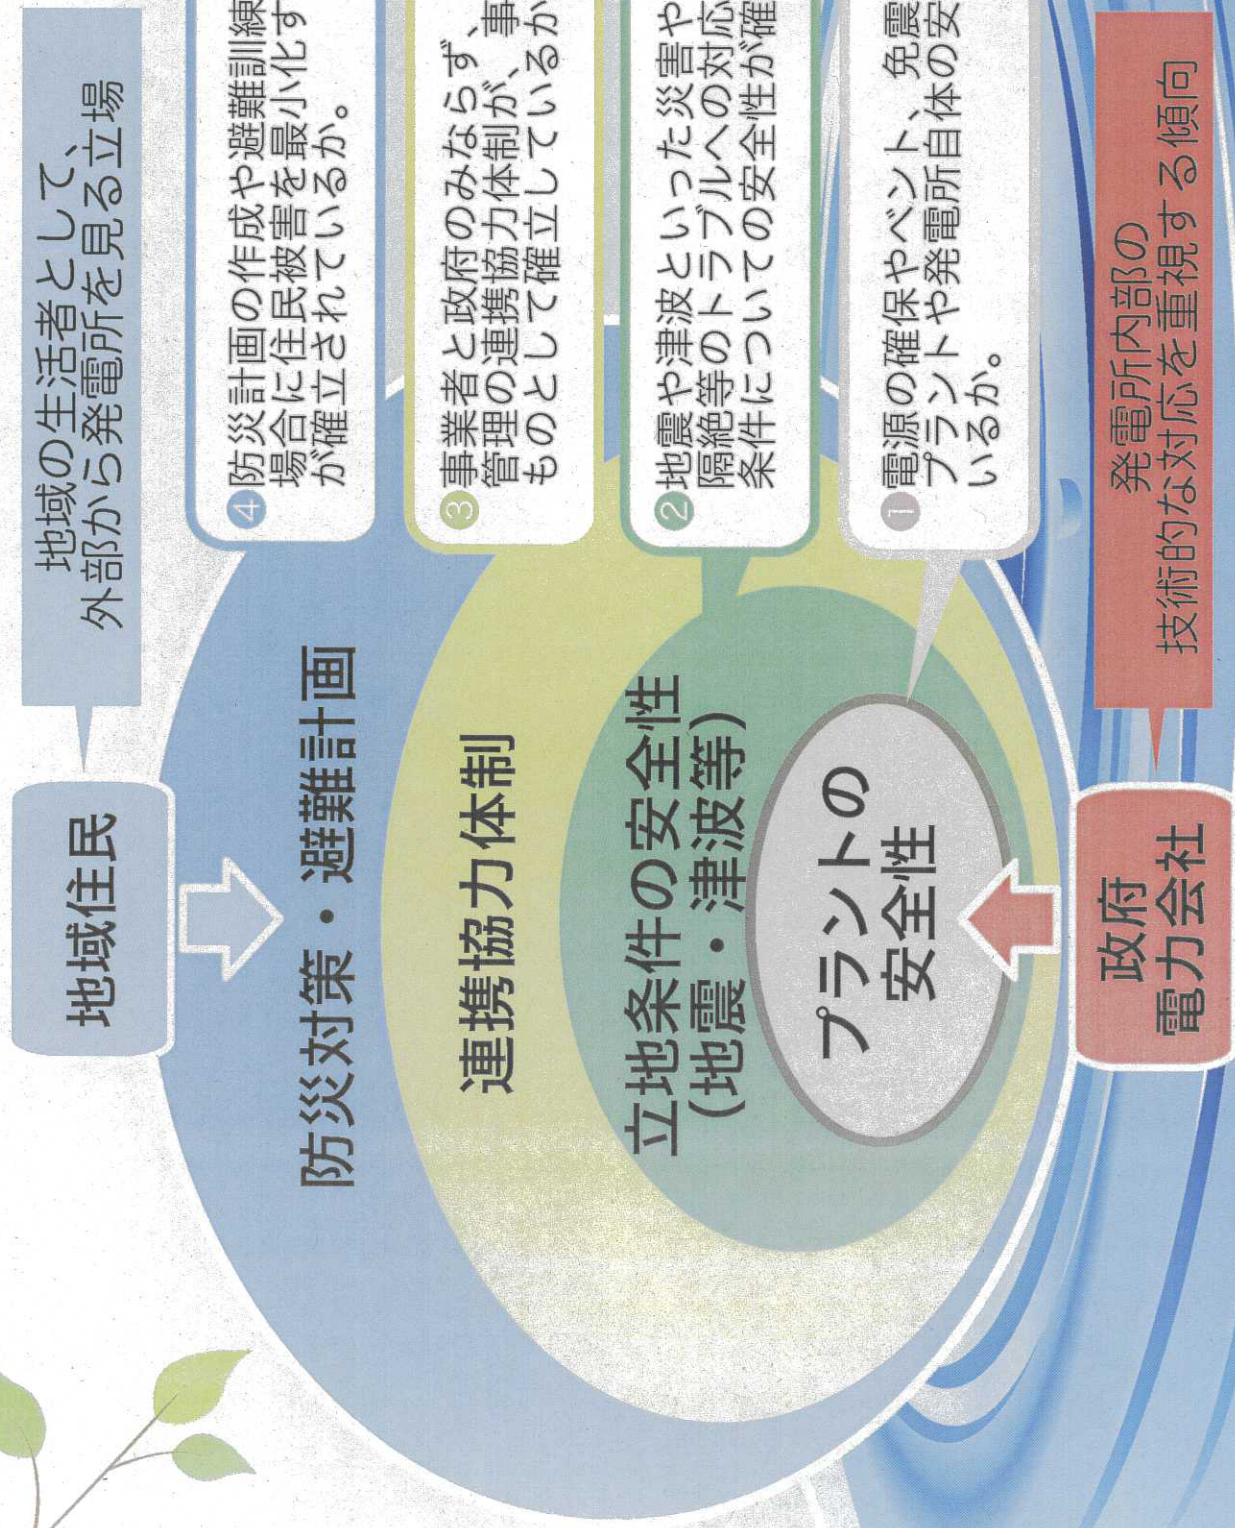 地域住民
地域の生活者として、
外部から発電所を見る立場
防災対策・避難計画
④防災計画の作成や避難訓練
場合に住民被害を最小化す
が確立されているか。
連携協力体制
③事業者と政府のみならず、
管理の連携協力体制が、事
ものとして確立しているか
立地条件の安全性
(地震・津波等)
②地震や津波といった災害や
隔絶等のトラブルへの対応
条件についての安全性が確
プラントの
安全性
①電源の確保やベント、免震
プラントや発電所自体の安
いるか。
政府
電力会社
発電所内部の
技術的な対応を重視する傾向